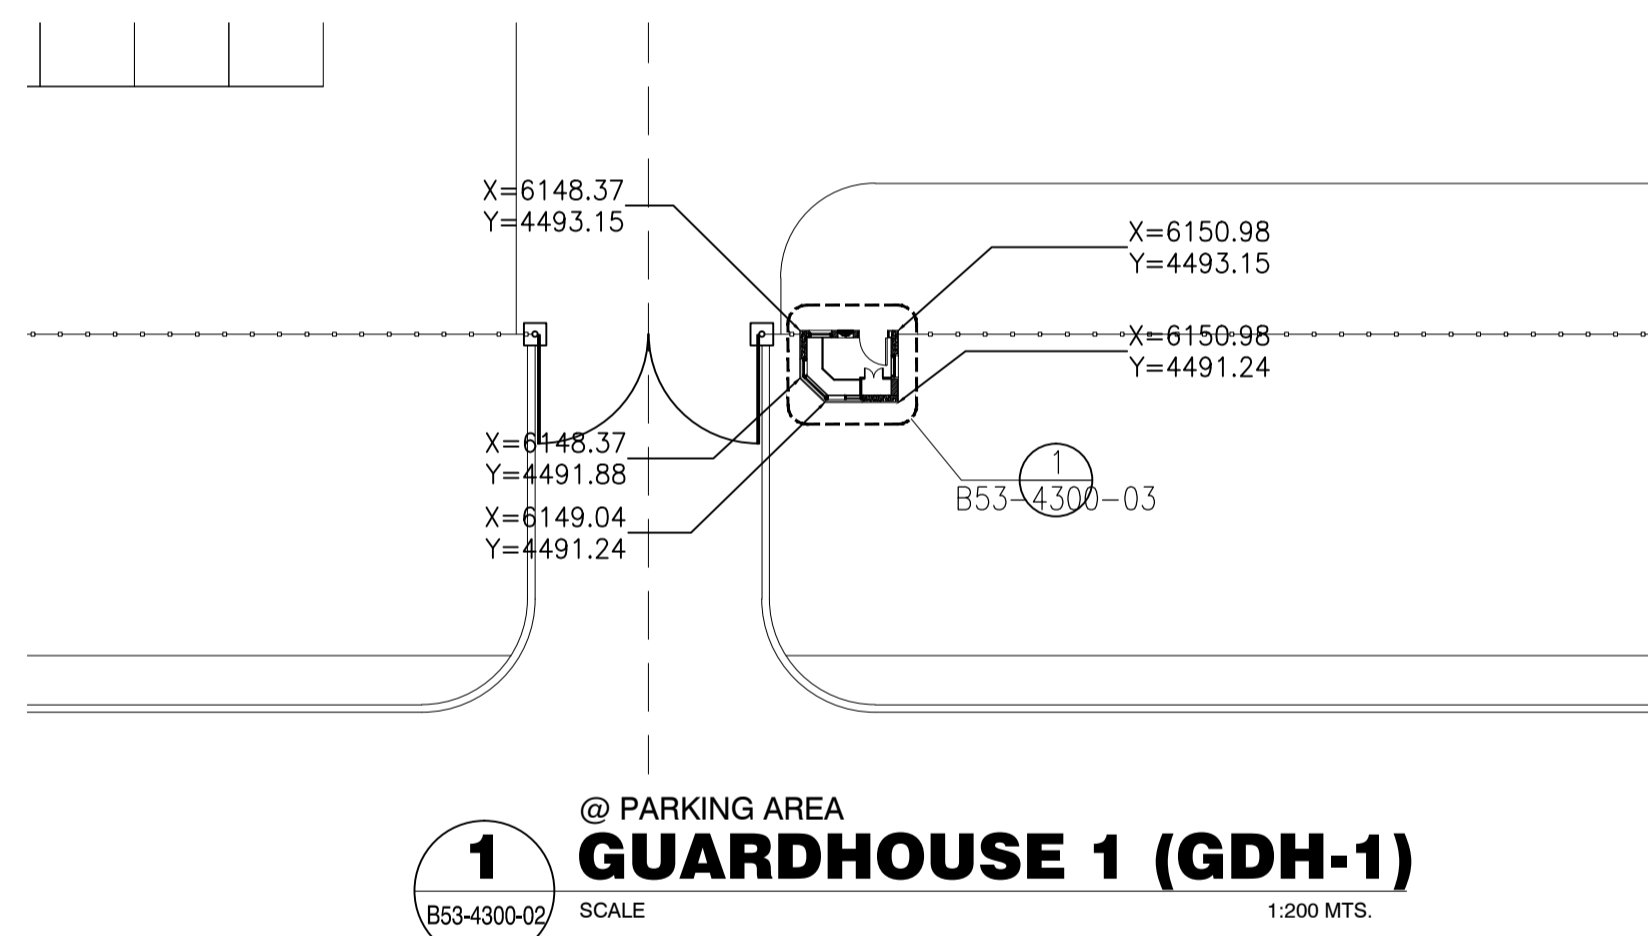 X=6148.37
Y=4493.15
X=6150.98
Y=4493.15
X=6150.98
Y=4491.24
X=6148.37
Y=4491.88
X=6149.04
Y=4491.24
1
B53-4300-03
@ PARKING AREA
1
GUARDHOUSE 1 (GDH-1)
B53-4300-02
SCALE
1:200 MTS.